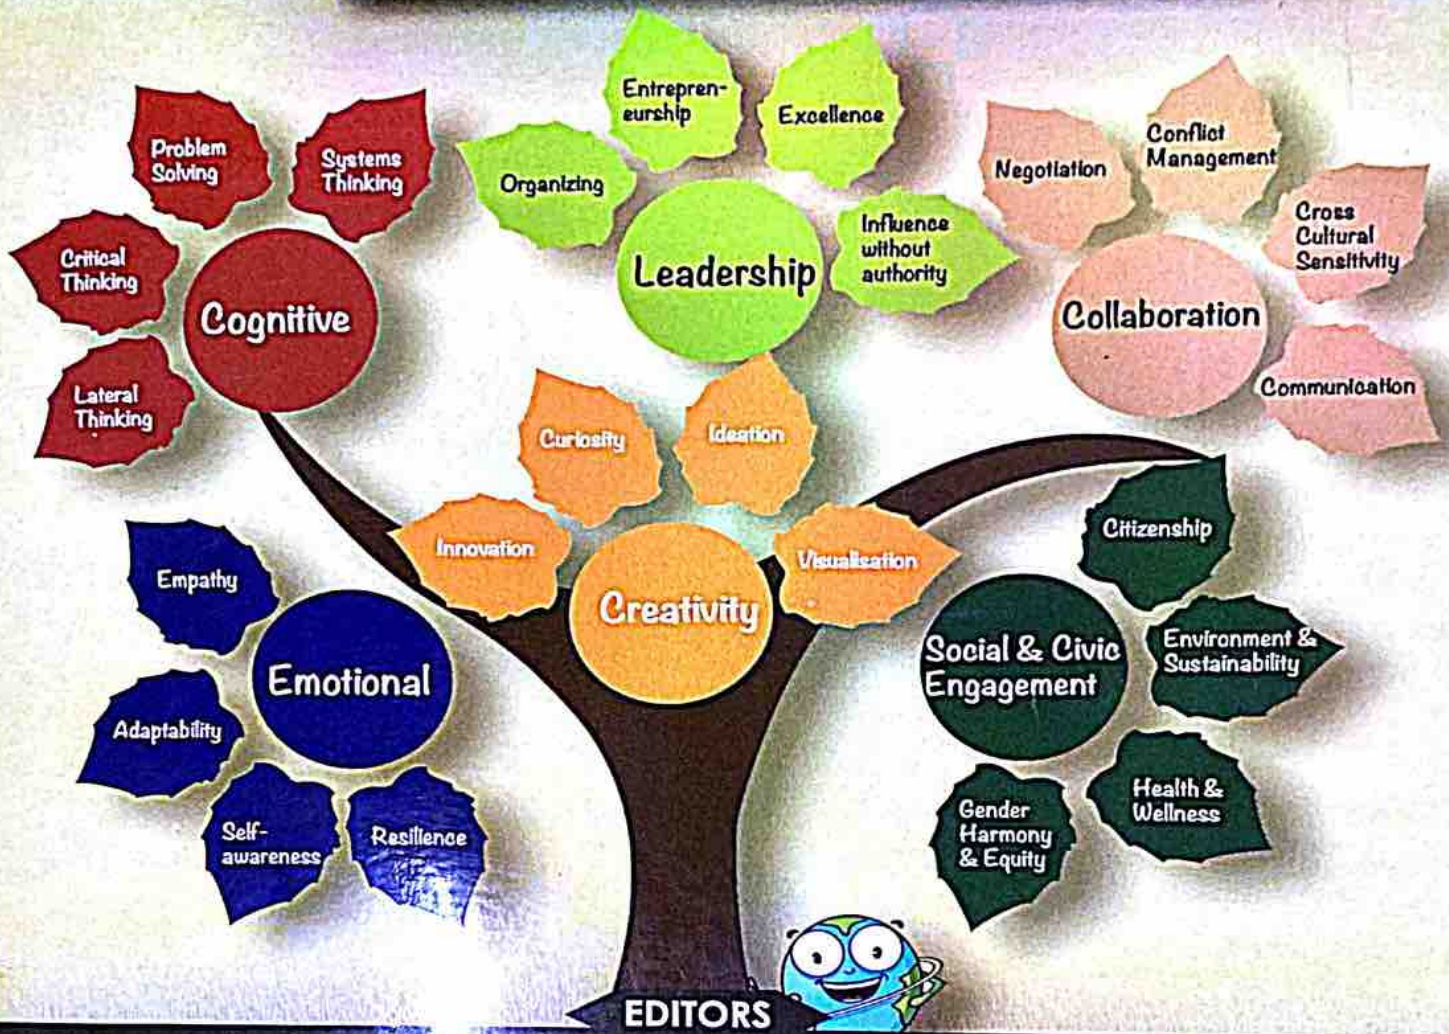 Problem
Solving
Systems
Thinking
Critical
Thinking
Cognitive
Lateral
Thinking
Entrepren-
eurship
Excellence
Organizing
Influence
without
authority
Leadership
Negotiation
Conflict
Management
Cross
Cultural
Sensitivity
Collaboration
Communication
Curiosity
Ideation
Innovation
Visualisation
Creativity
Empathy
Emotional
Adaptability
Self-
awareness
Resilience
Citizenship
Social & Civic
Engagement
Environment &
Sustainability
Health &
Wellness
Gender
Harmony
& Equity
EDITORS